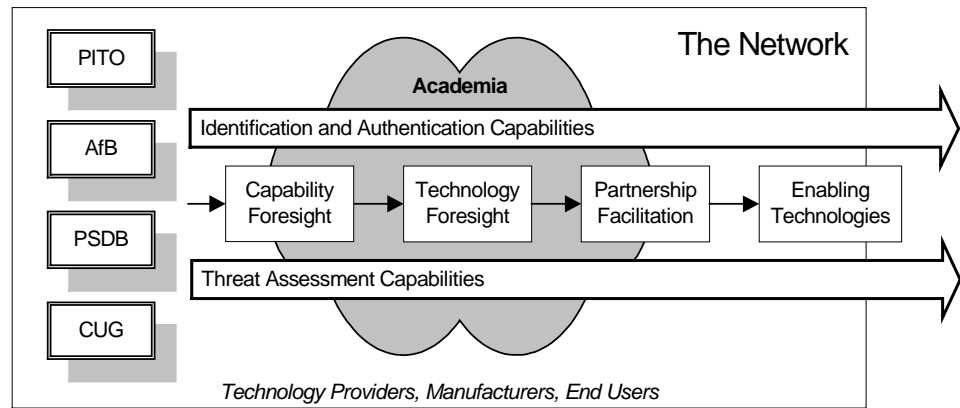 The Network
PITO
AfB
PSDB
CUG
Academia
Identification and Authentication Capabilities
Capability
Foresight
Technology
Foresight
Partnership
Facilitation
Enabling
Technologies
Threat Assessment Capabilities
Technology Providers, Manufacturers, End Users